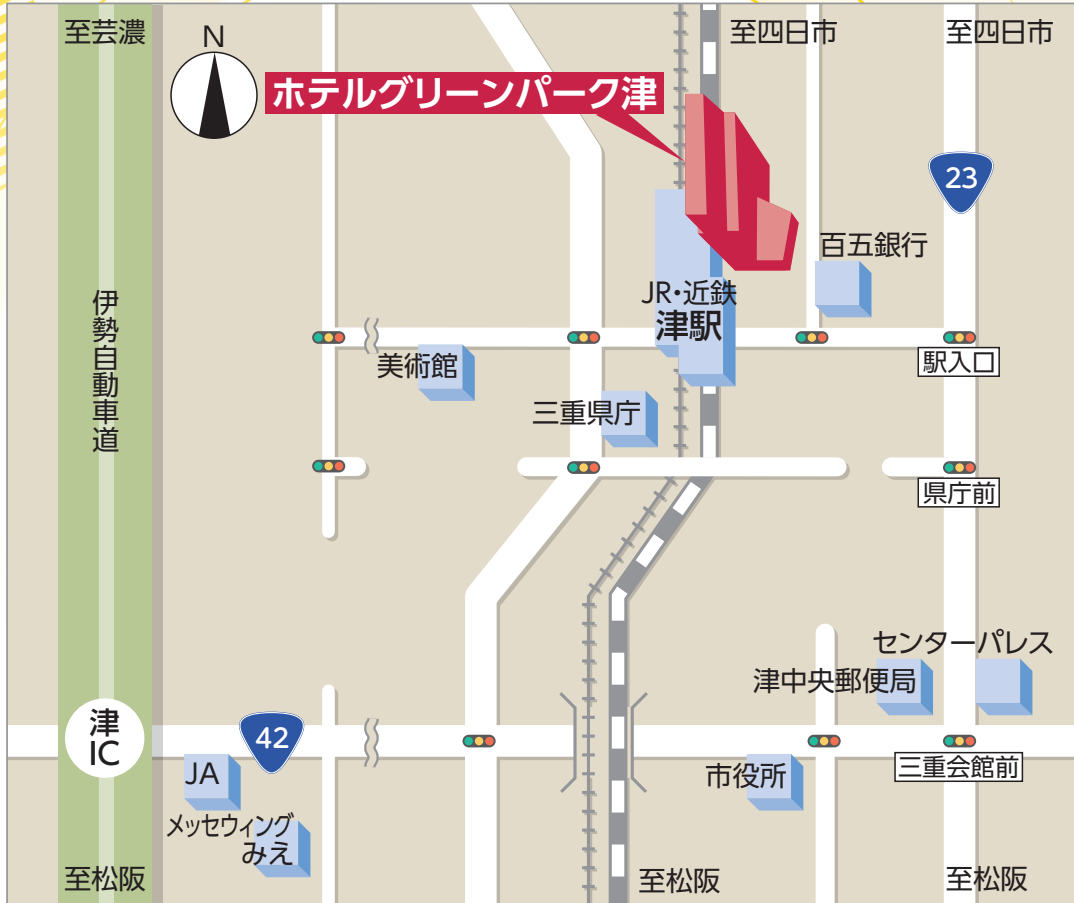 至芸濃
N
至四日市
至四日市
ホテルグリーンパーク津
23
百五銀行
伊勢自動車道
JR・近鉄
津駅
美術館
駅入口
三重県庁
県庁前
センターパレス
津中央郵便局
津
IC
42
三重会館前
JA
市役所
メッセウィング
みえ
至松阪
至松阪
至松阪